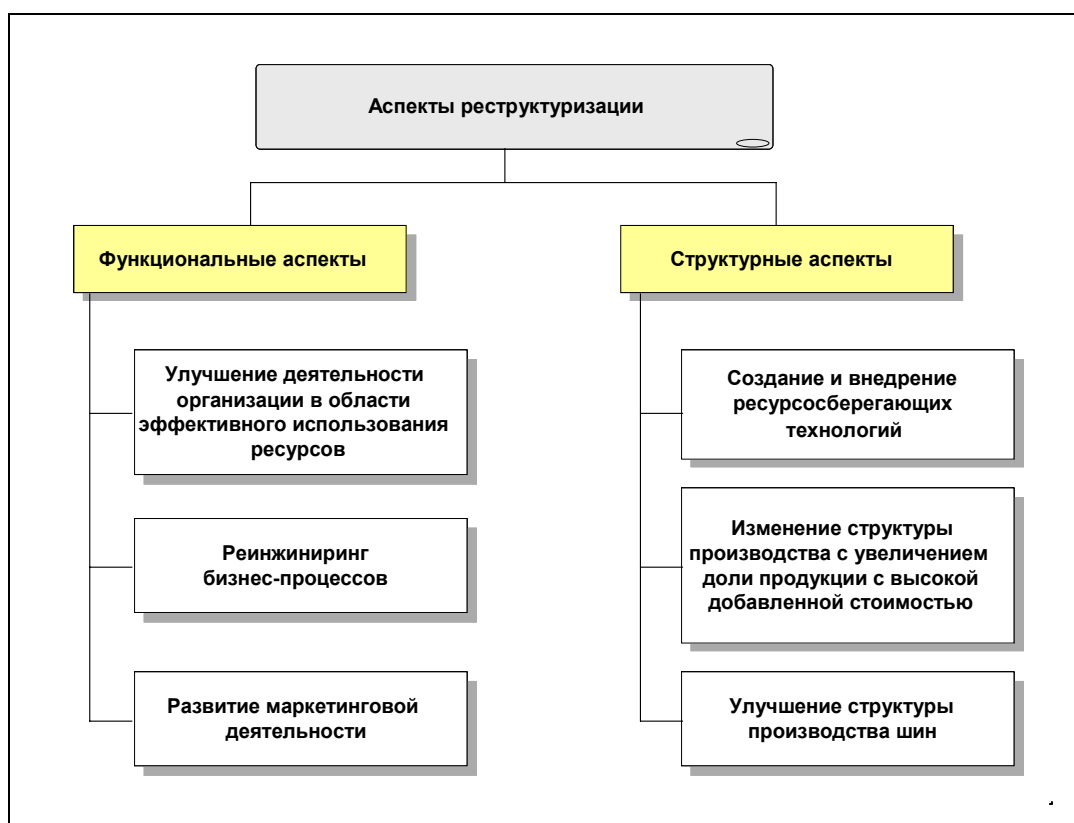 Аспекты реструктуризации
Функциональные аспекты
Улучшение деятельности
организации в области
эффективного использования
ресурсов
Реинжиниринг
бизнес-процессов
Развитие маркетинговой
деятельности
Структурные аспекты
Создание и внедрение
ресурсосберегающих
технологий
Изменение структуры
производства с увеличением
доли продукции с высокой
добавленной стоимостью
Улучшение структуры
производства шин